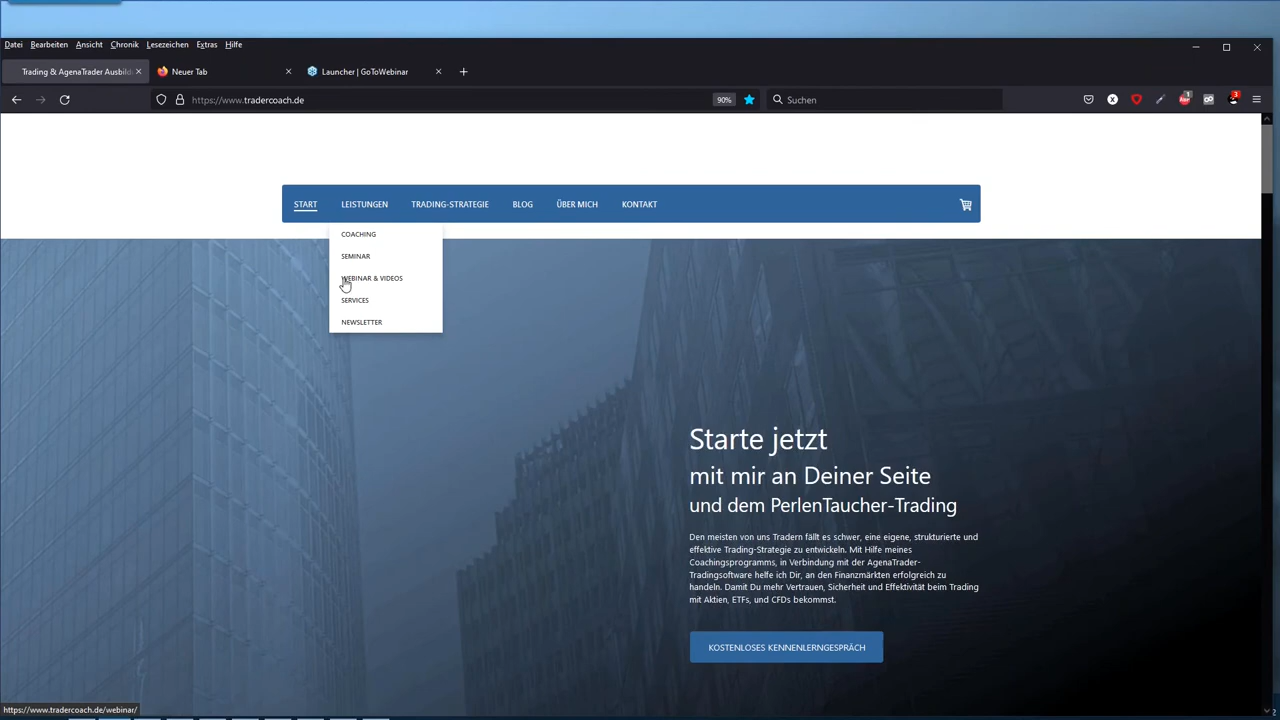 Datei Bearbeiten Ansicht Chronik Lesezeichen Extras Hilfe
Trading & AgenaTrader Ausbild
Neuer Tab
Launcher | GoToWebinar
https://www.tradercoach.de
90%
Suchen
1
3
START LEISTUNGEN TRADING-STRATEGIE BLOG ÜBER MICH KONTAKT
COACHING
SEMINAR
WEBINAR & VIDEOS
SERVICES
NEWSLETTER
Starte jetzt
mit mir an Deiner Seite
und dem PerlenTaucher-Trading
Den meisten von uns Tradern fällt es schwer, eine eigene, strukturierte und
effektive Trading-Strategie zu entwickeln. Mit Hilfe meines
Coachingsprogramms, in Verbindung mit der AgenaTrader-
Tradingsoftware helfe ich Dir, an den Finanzmärkten erfolgreich zu
handeln. Damit Du mehr Vertrauen, Sicherheit und Effektivität beim Trading
mit Aktien, ETFs, und CFDs bekommst.
KOSTENLOSES KENNENLERNGESPRÄCH
https://www.tradercoach.de/webinar/